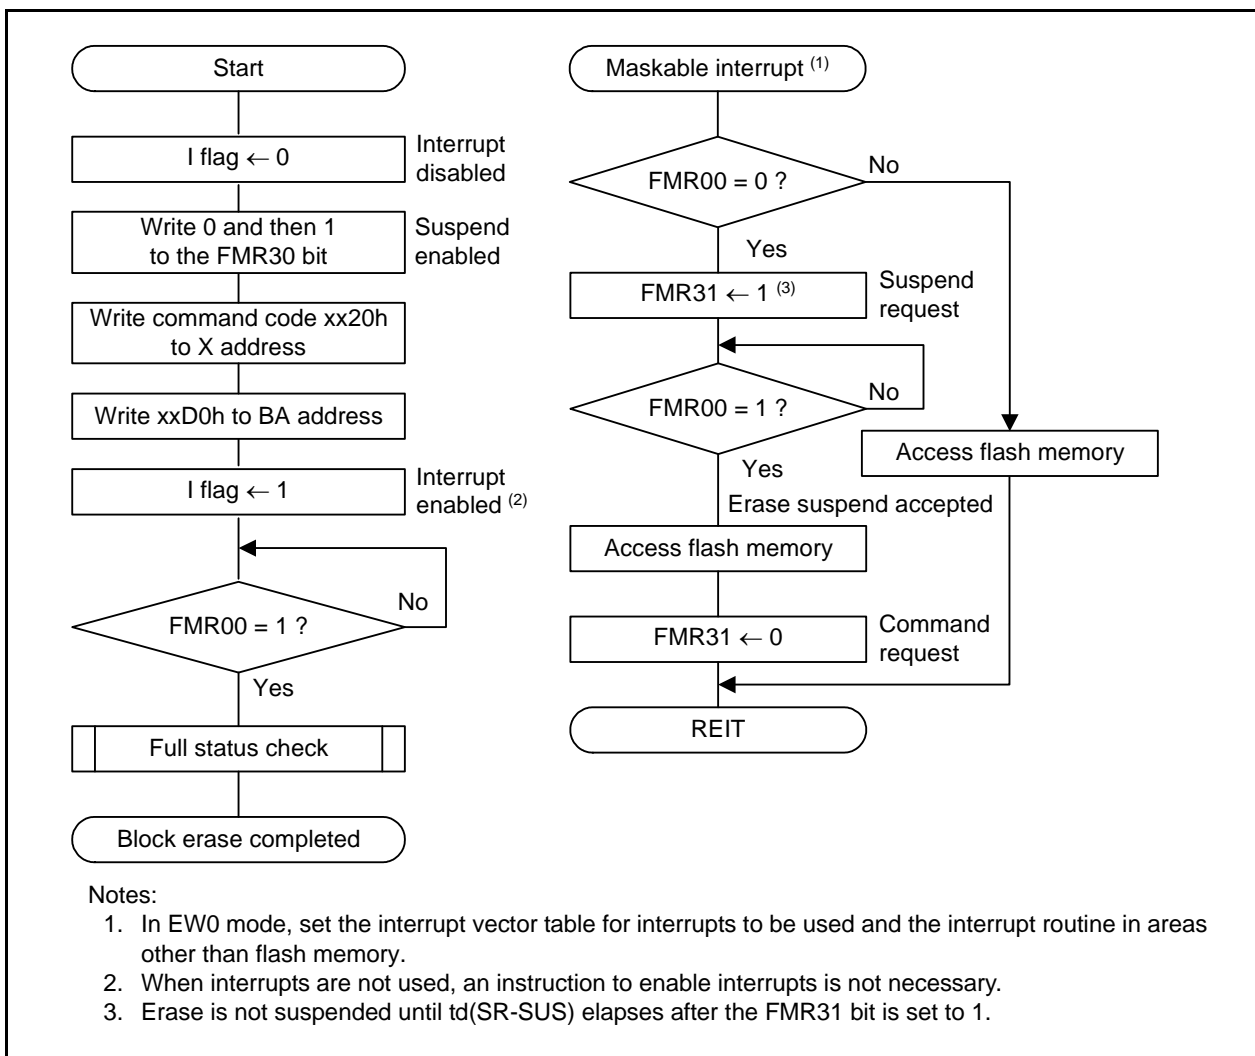 Start
I flag ← 0
Interrupt
disabled
Write 0 and then 1
to the FMR30 bit
Suspend
enabled
Write command code xx20h
to X address
Write xxD0h to BA address
I flag ← 1
Interrupt
enabled (2)
FMR00 = 1 ?
No
Yes
Full status check
Block erase completed
Maskable interrupt (1)
FMR00 = 0 ?
No
Yes
FMR31 ← 1 (3)
Suspend
request
FMR00 = 1 ?
No
Yes
Erase suspend accepted
Access flash memory
Access flash memory
FMR31 ← 0
Command
request
REIT
Notes:
1. In EW0 mode, set the interrupt vector table for interrupts to be used and the interrupt routine in areas
other than flash memory.
2. When interrupts are not used, an instruction to enable interrupts is not necessary.
3. Erase is not suspended until td(SR-SUS) elapses after the FMR31 bit is set to 1.